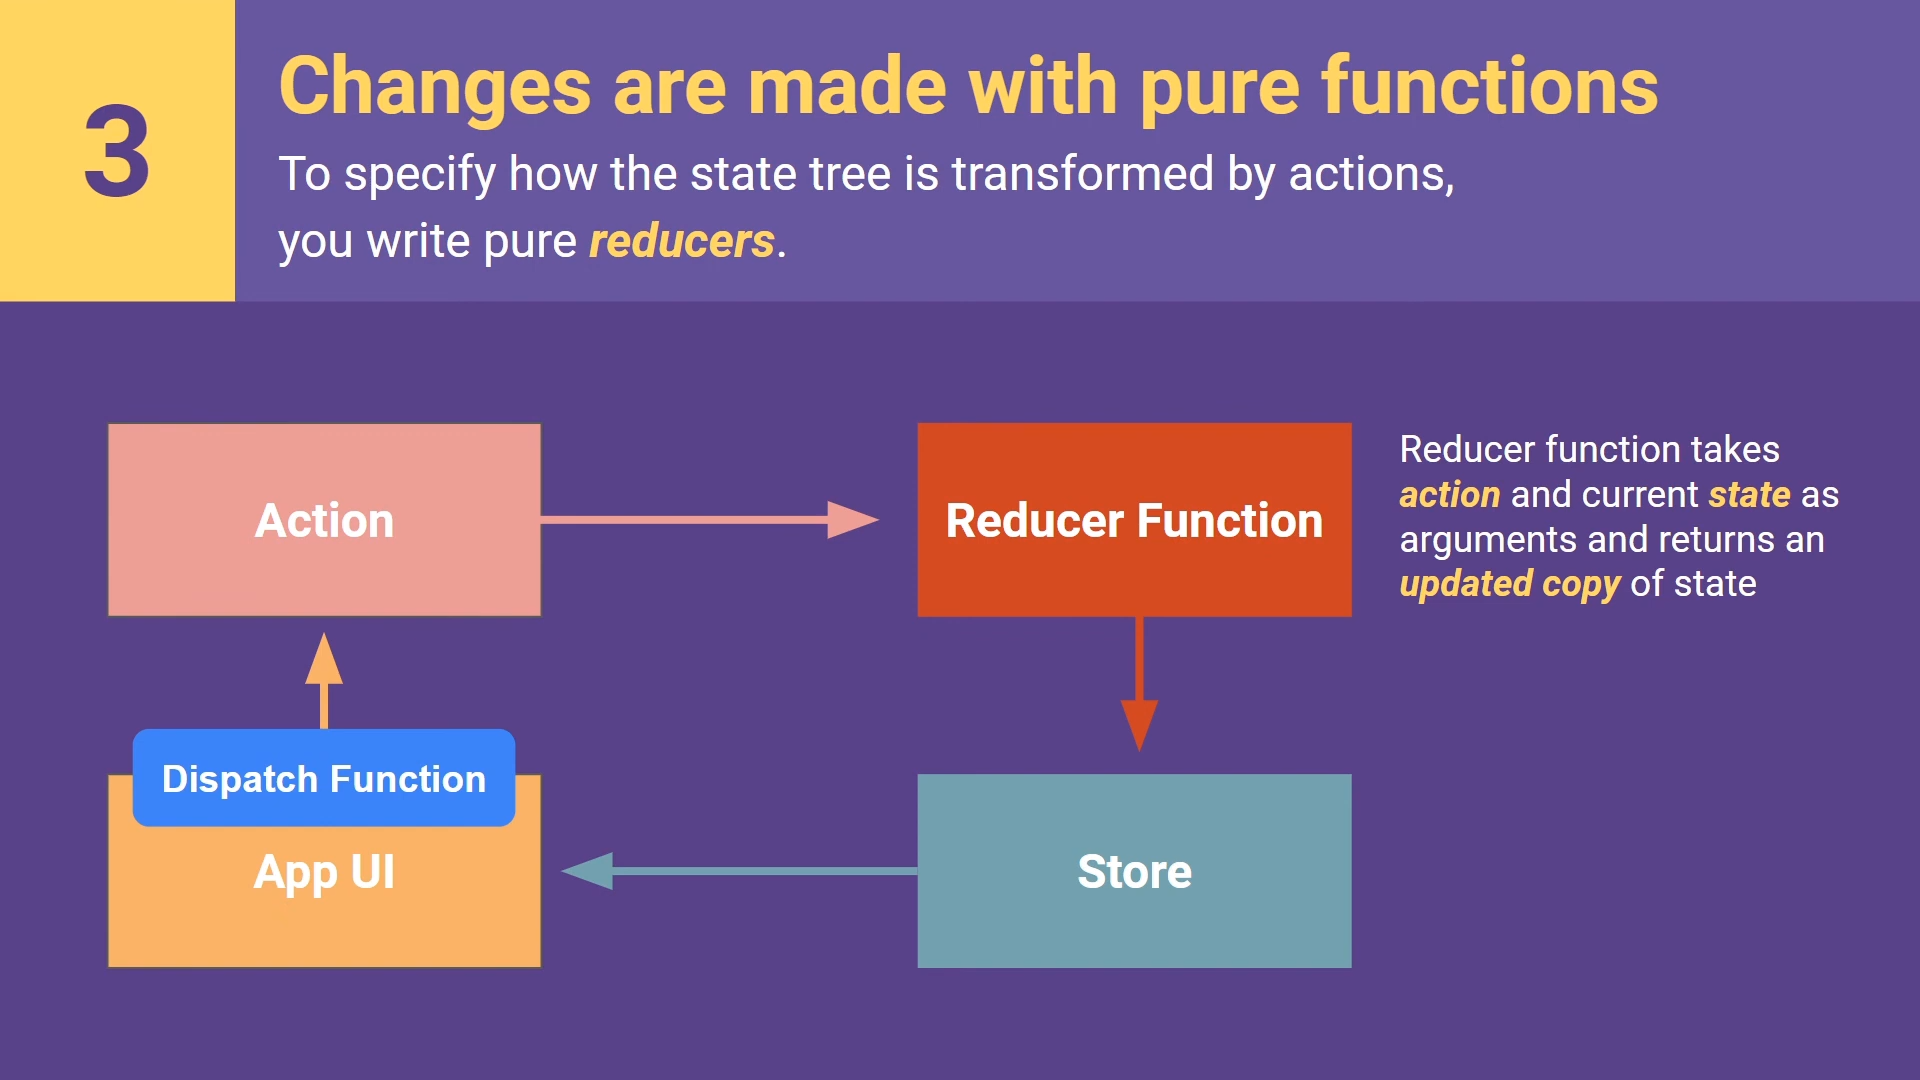 3
Changes are made with pure functions
To specify how the state tree is transformed by actions,
you write pure reducers.
Action
Reducer Function
Reducer function takes
action and current state as
arguments and returns an
updated copy of state
Dispatch Function
App UI
Store